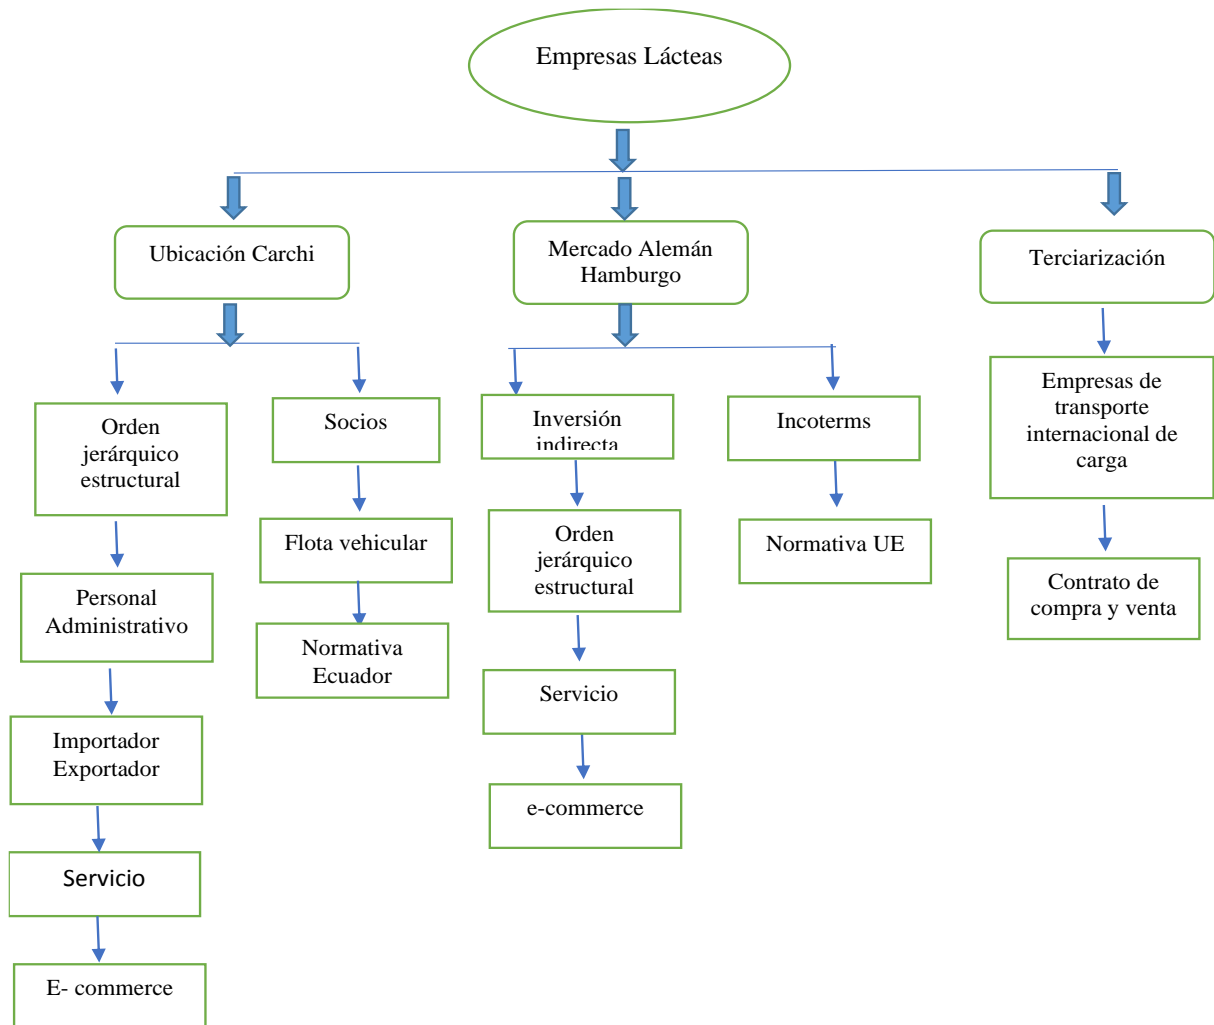 Empresas Lácteas
Ubicación Carchi
Mercado Alemán
Hamburgo
Terciarización
Orden
jerárquico
estructural
Socios
Inversión
indirecta
Incoterms
Empresas de
transporte
internacional de
carga
Flota vehicular
Orden
jerárquico
estructural
Normativa UE
Personal
Administrativo
Contrato de
compra y venta
Normativa
Ecuador
Servicio
Importador
Exportador
e-commerce
Servicio
E- commerce